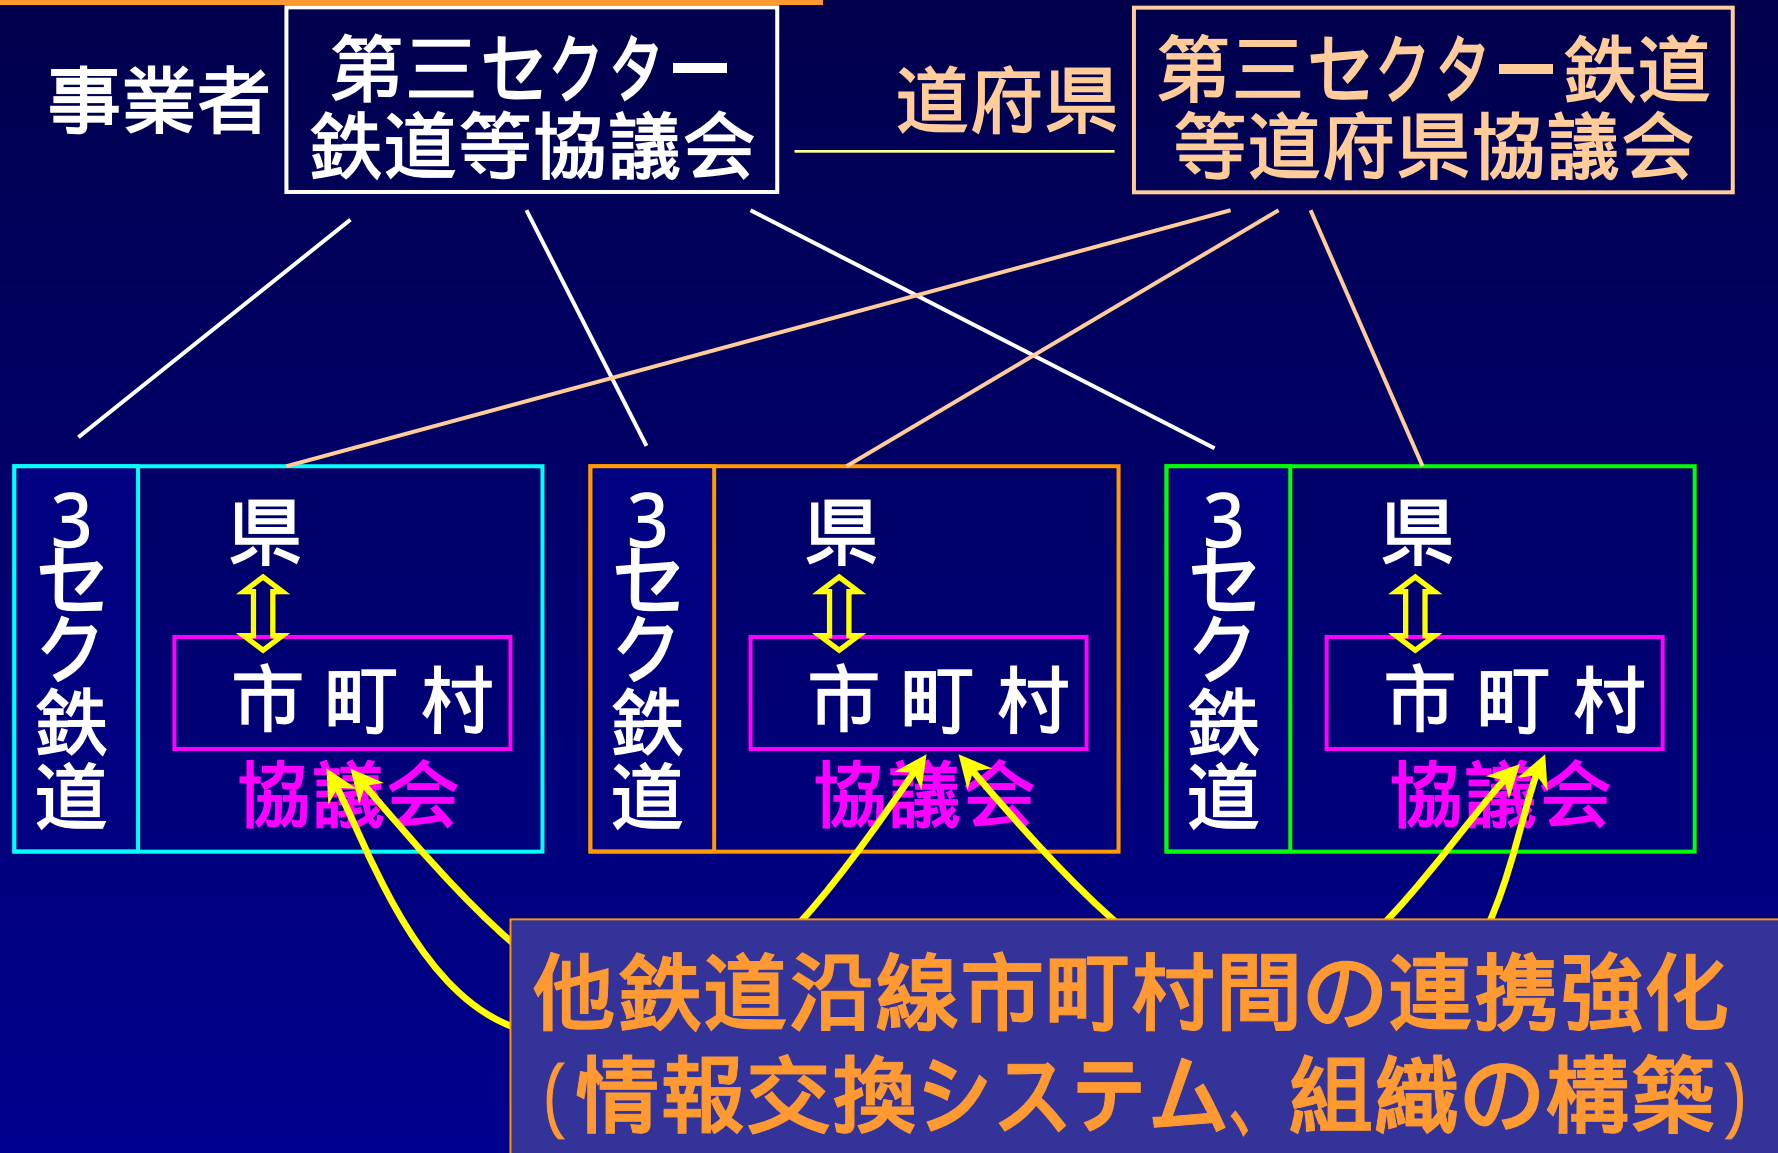 事業者
第三セクター
鉄道等協議会
道府県
第三セクター鉄道
等道府県協議会
３セク鉄道
県
市 町 村
協議会
３セク鉄道
県
市 町 村
協議会
３セク鉄道
県
市 町 村
協議会
他鉄道沿線市町村間の連携強化
(情報交換システム、組織の構築)